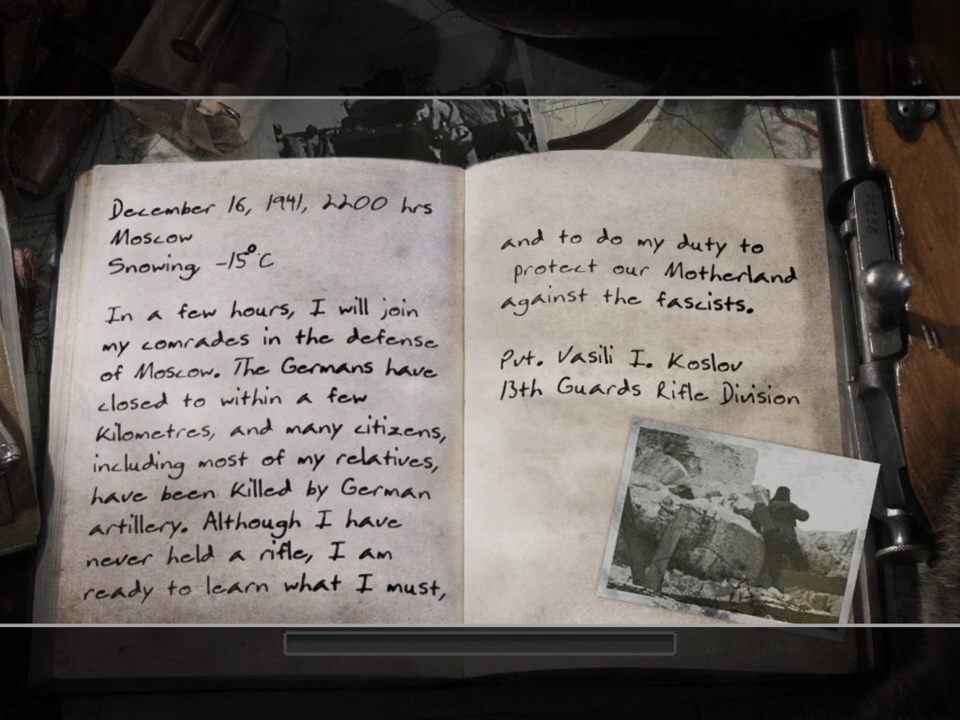 December 16, 1941, 2200 hrs
Moscow
Snowing, -15°C
In a few hours, I will join
my comrades in the defense
of Moscow. The Germans have
closed to within a few
kilometres, and many citizens,
including most of my relatives,
have been killed by German
artillery. Although I have
never held a rifle, I am
ready to learn what I must,
and to do my duty to
protect our Motherland
against the fascists.
Pvt. Vasili I. Koslov
13th Guards Rifle Division